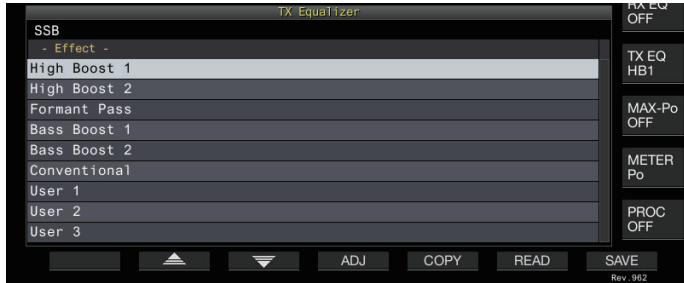 TX Equalizer
SSB
- Effect -
High Boost 1
High Boost 2
Formant Pass
Bass Boost 1
Bass Boost 2
Conventional
User 1
User 2
User 3
RX EQ
OFF
TX EQ
HB1
MAX-Po
OFF
METER
Po
PROC
OFF
ADJ
COPY
READ
SAVE
Rev.962